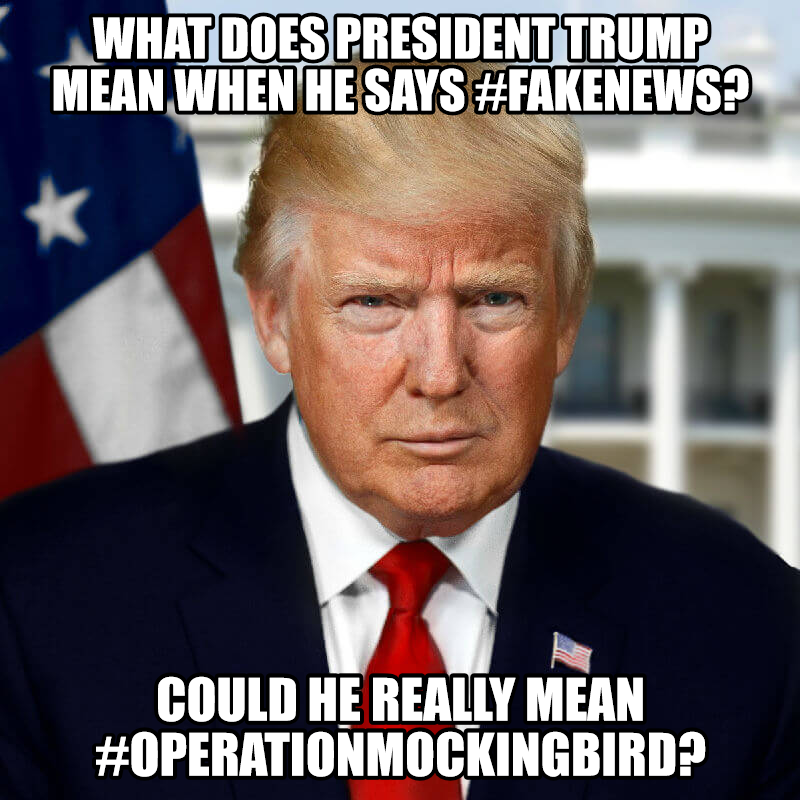 WHAT DOES PRESIDENT TRUMP
MEAN WHEN HE SAYS #FAKENEWS?
COULD HE REALLY MEAN
#OPERATIONMOCKINGBIRD?